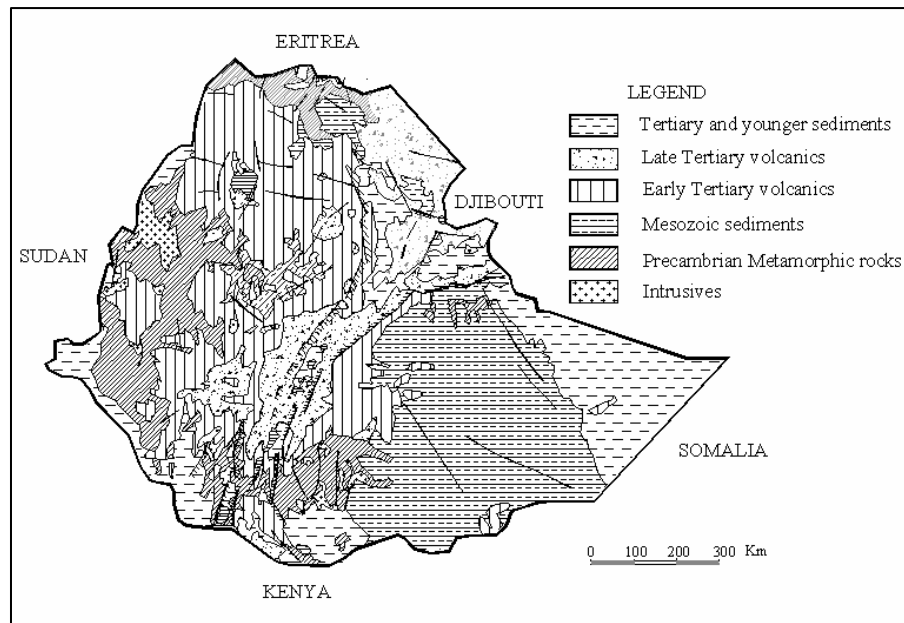 ERITREA
LEGEND
Tertiary and younger sediments
Late Tertiary volcanics
Early Tertiary volcanics
DJIBOUTI
Mesozoic sediments
SUDAN
Precambrian Metamorphic rocks
Intrusives
SOMALIA
0 100 200 300 Km
KENYA